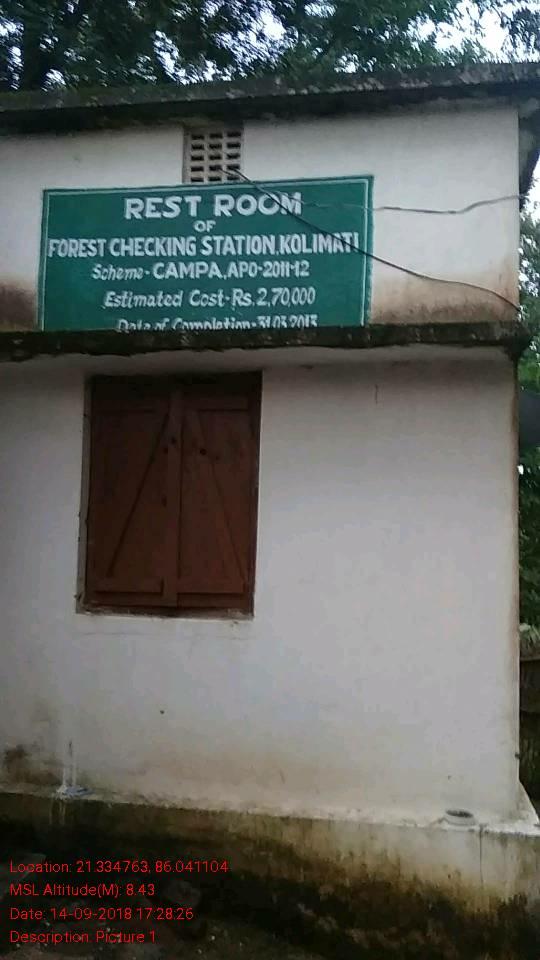 REST ROOM
OF
FOREST CHECKING STATION, KOLIMATI
Scheme- CAMPA, APO-2011-12
Estimated Cost-Rs. 2,70,000
Date of Completion-31.03.2013
Location: 21.334763, 86.041104
MSL Altitude(M): 8.43
Date: 14-09-2018 17:28:26
Description: Picture 1